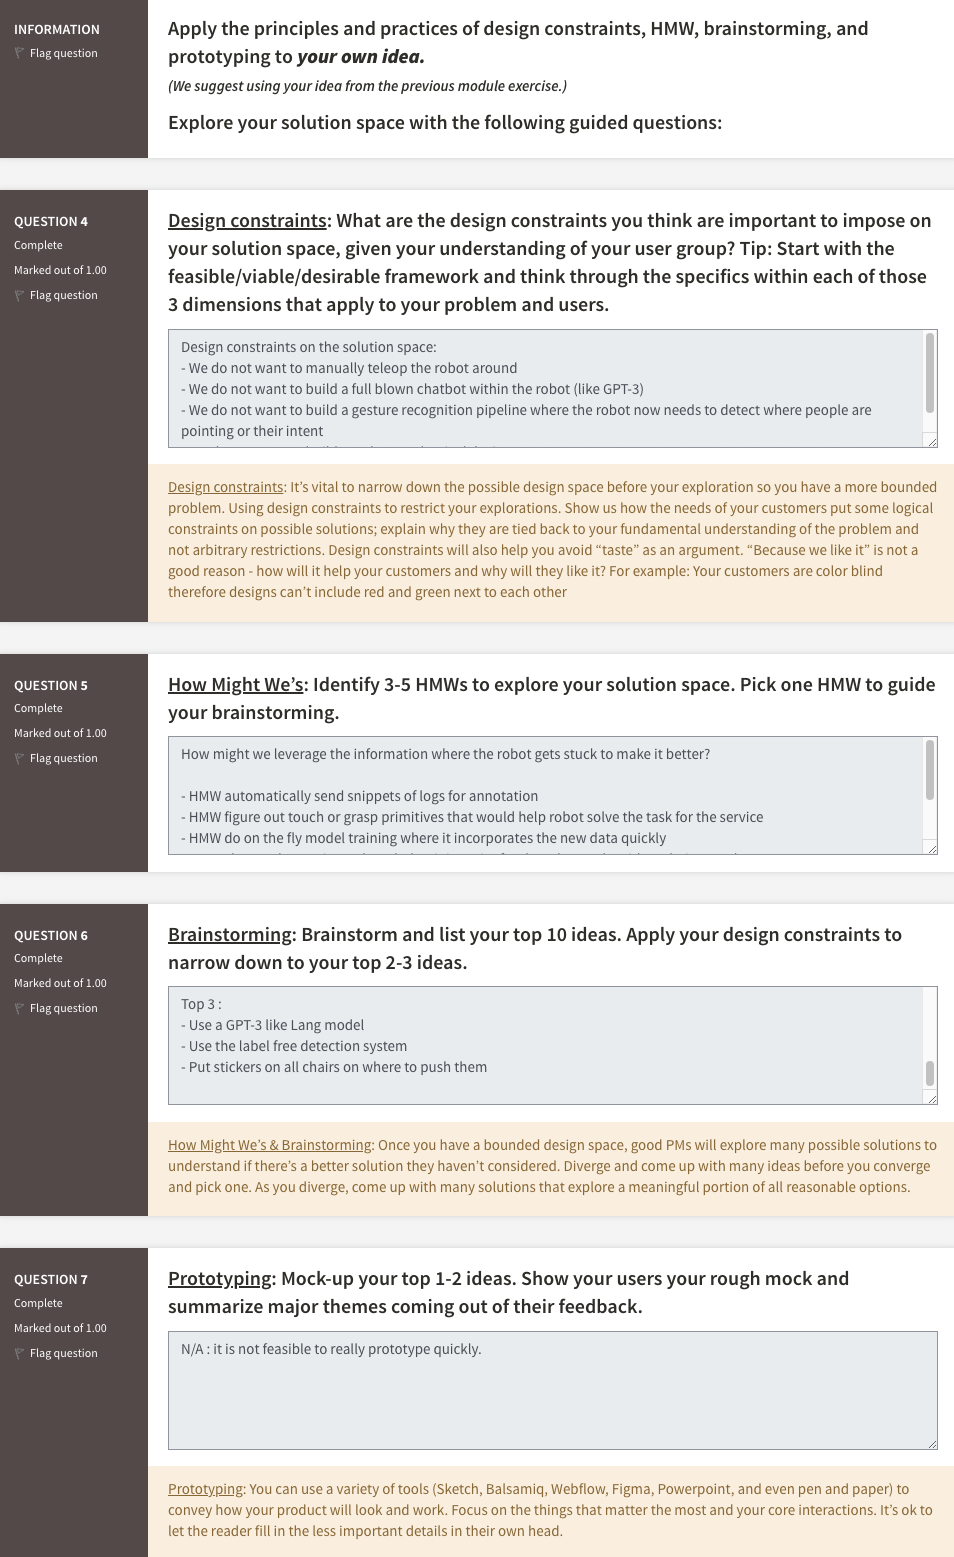 INFORMATION
Flag question
Apply the principles and practices of design constraints, HMW, brainstorming, and
prototyping to your own idea.
(We suggest using your idea from the previous module exercise.)
Explore your solution space with the following guided questions:
QUESTION 4
Complete
Marked out of 1.00
Flag question
Design constraints: What are the design constraints you think are important to impose on
your solution space, given your understanding of your user group? Tip: Start with the
feasible/viable/desirable framework and think through the specifics within each of those
3 dimensions that apply to your problem and users.
Design constraints on the solution space:
- We do not want to manually teleop the robot around
- We do not want to build a full blown chatbot within the robot (like GPT-3)
- We do not want to build a gesture recognition pipeline where the robot now needs to detect where people are
pointing or their intent
Design constraints: It's vital to narrow down the possible design space before your exploration so you have a more bounded
problem. Using design constraints to restrict your explorations. Show us how the needs of your customers put some logical
constraints on possible solutions; explain why they are tied back to your fundamental understanding of the problem and
not arbitrary restrictions. Design constraints will also help you avoid “taste” as an argument. “Because we like it” is not a
good reason - how will it help your customers and why will they like it? For example: Your customers are color blind
therefore designs can't include red and green next to each other
QUESTION 5
Complete
Marked out of 1.00
Flag question
How Might We's: Identify 3-5 HMWs to explore your solution space. Pick one HMW to guide
your brainstorming.
How might we leverage the information where the robot gets stuck to make it better?
- HMW automatically send snippets of logs for annotation
- HMW figure out touch or grasp primitives that would help robot solve the task for the service
- HMW do on the fly model training where it incorporates the new data quickly
QUESTION 6
Complete
Marked out of 1.00
Flag question
Brainstorming: Brainstorm and list your top 10 ideas. Apply your design constraints to
narrow down to your top 2-3 ideas.
Top 3 :
- Use a GPT-3 like Lang model
- Use the label free detection system
- Put stickers on all chairs on where to push them
How Might We's & Brainstorming: Once you have a bounded design space, good PMs will explore many possible solutions to
understand if there's a better solution they haven't considered. Diverge and come up with many ideas before you converge
and pick one. As you diverge, come up with many solutions that explore a meaningful portion of all reasonable options.
QUESTION 7
Complete
Marked out of 1.00
Flag question
Prototyping: Mock-up your top 1-2 ideas. Show your users your rough mock and
summarize major themes coming out of their feedback.
N/A : it is not feasible to really prototype quickly.
Prototyping: You can use a variety of tools (Sketch, Balsamiq, Webflow, Figma, Powerpoint, and even pen and paper) to
convey how your product will look and work. Focus on the things that matter the most and your core interactions. It's ok to
let the reader fill in the less important details in their own head.